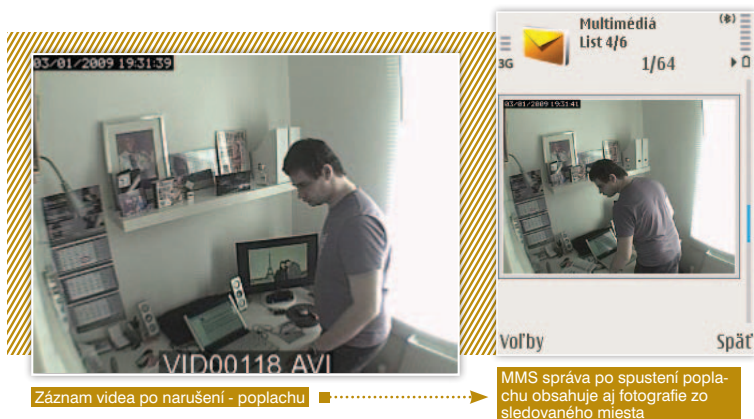 03/01/2009 19:31:39
VID00118 AVI
Záznam videa po narušení - poplachu
Multimédiá
List 4/6
3G
1/64
03/01/2009 19:31:41
Voľby
Späť
MMS správa po spustení popla-
chu obsahuje aj fotografie zo
sledovaného miesta